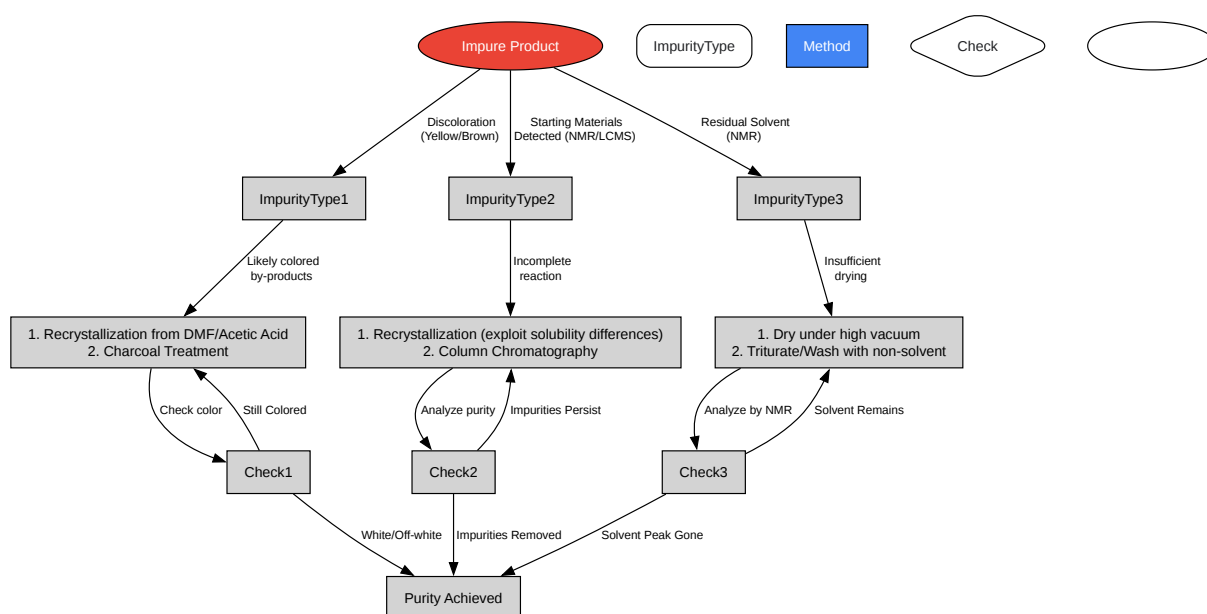 Impure Product
ImpurityType
Method
Check
Discoloration
(Yellow/Brown)
Starting Materials
Detected (NMR/LCMS)
Residual Solvent
(NMR)
ImpurityType1
ImpurityType2
ImpurityType3
Likely colored
by-products
Incomplete
reaction
Insufficient
drying
1. Recrystallization from DMF/Acetic Acid
2. Charcoal Treatment
1. Recrystallization (exploit solubility differences)
2. Column Chromatography
1. Dry under high vacuum
2. Triturate/Wash with non-solvent
Check color
Still Colored
Analyze purity
Impurities Persist
Analyze by NMR
Solvent Remains
Check1
Check2
Check3
White/Off-white
Impurities Removed
Solvent Peak Gone
Purity Achieved